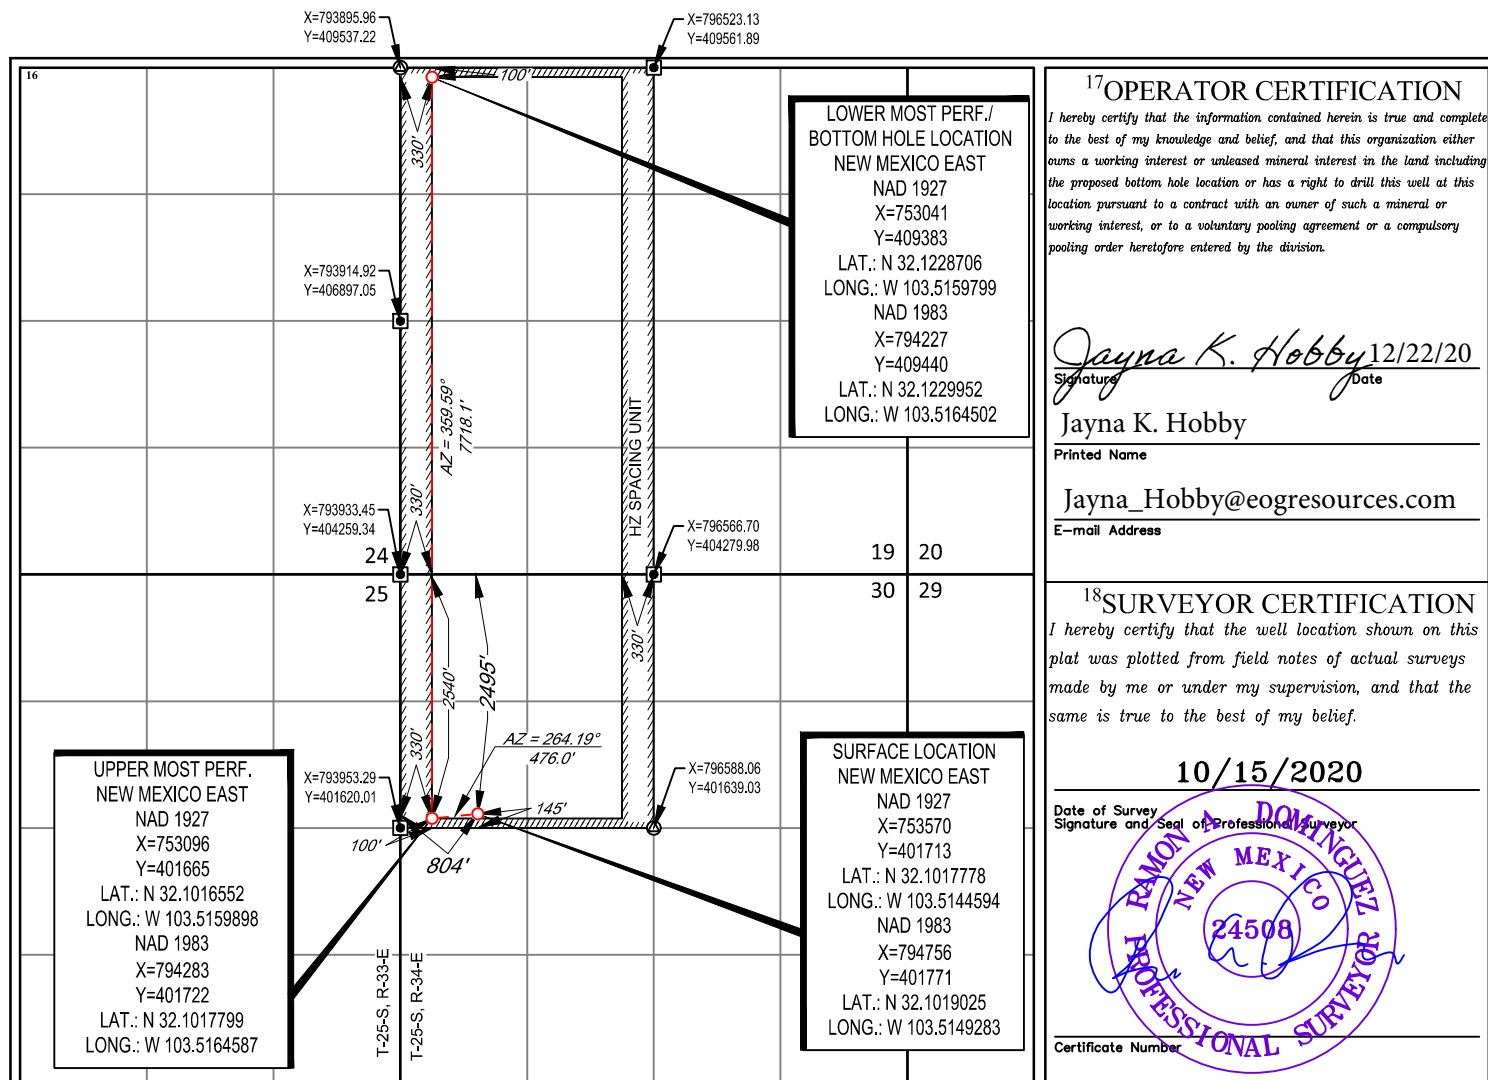 X=793895.96
Y=409537.22
X=796523.13
Y=409561.89
16
100'
330'
LOWER MOST PERF./
BOTTOM HOLE LOCATION
NEW MEXICO EAST
NAD 1927
X=753041
Y=409383
LAT.: N 32.1228706
LONG.: W 103.5159799
NAD 1983
X=794227
Y=409440
LAT.: N 32.1229952
LONG.: W 103.5164502
X=793914.92
Y=406897.05
AZ = 359.59°
7718.1'
HZ SPACING UNIT
X=793933.45
Y=404259.34
330'
X=796566.70
Y=404279.98
24
19
20
25
30
29
330'
2540'
2495'
330'
AZ = 264.19°
476.0'
X=793953.29
Y=401620.01
X=796588.06
Y=401639.03
145'
100'
804'
UPPER MOST PERF.
NEW MEXICO EAST
NAD 1927
X=753096
Y=401665
LAT.: N 32.1016552
LONG.: W 103.5159898
NAD 1983
X=794283
Y=401722
LAT.: N 32.1017799
LONG.: W 103.5164587
SURFACE LOCATION
NEW MEXICO EAST
NAD 1927
X=753570
Y=401713
LAT.: N 32.1017778
LONG.: W 103.5144594
NAD 1983
X=794756
Y=401771
LAT.: N 32.1019025
LONG.: W 103.5149283
T-25-S, R-33-E
T-25-S, R-34-E
17OPERATOR CERTIFICATION
I hereby certify that the information contained herein is true and complete
to the best of my knowledge and belief, and that this organization either
owns a working interest or unleased mineral interest in the land including
the proposed bottom hole location or has a right to drill this well at this
location pursuant to a contract with an owner of such a mineral or
working interest, or to a voluntary pooling agreement or a compulsory
pooling order heretofore entered by the division.
Jayna K. Hobby 12/22/20
Signature Date
Jayna K. Hobby
Printed Name
Jayna_Hobby@eogresources.com
E-mail Address
18SURVEYOR CERTIFICATION
I hereby certify that the well location shown on this
plat was plotted from field notes of actual surveys
made by me or under my supervision, and that the
same is true to the best of my belief.
10/15/2020
Date of Survey
Signature and Seal of Professional Surveyor
RAMON A. DOMINGUEZ
NEW MEXICO
24508
PROFESSIONAL SURVEYOR
Certificate Number